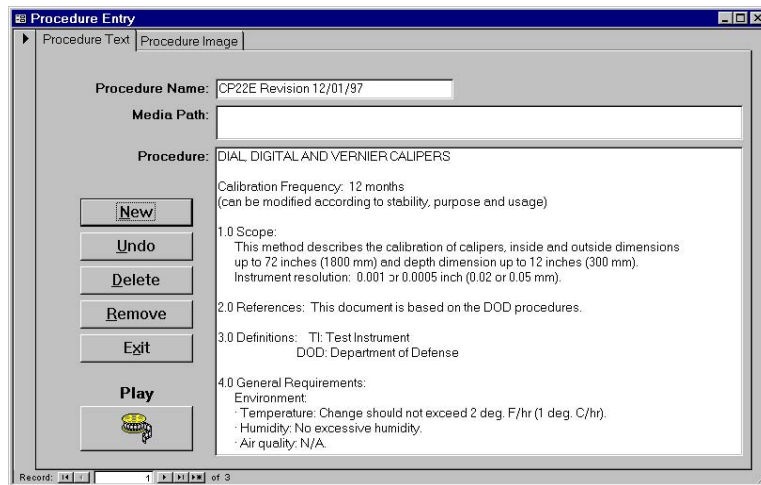 Procedure Entry
Procedure Text
Procedure Image
Procedure Name:
CP22E Revision 12/01/97
Media Path:
Procedure:
DIAL, DIGITAL AND VERNIER CALIPERS
Calibration Frequency: 12 months
(can be modified according to stability, purpose and usage)
1.0 Scope:
This method describes the calibration of calipers, inside and outside dimensions
up to 72 inches (1800 mm) and depth dimension up to 12 inches (300 mm).
Instrument resolution: 0.001 or 0.0005 inch (0.02 or 0.05 mm).
2.0 References: This document is based on the DOD procedures.
3.0 Definitions: TI: Test Instrument
DOD: Department of Defense
4.0 General Requirements:
Environment:
· Temperature: Change should not exceed 2 deg. F/hr (1 deg. C/hr).
· Humidity: No excessive humidity.
· Air quality: N/A.
New
Undo
Delete
Remove
Exit
Play
Record: 1 of 3